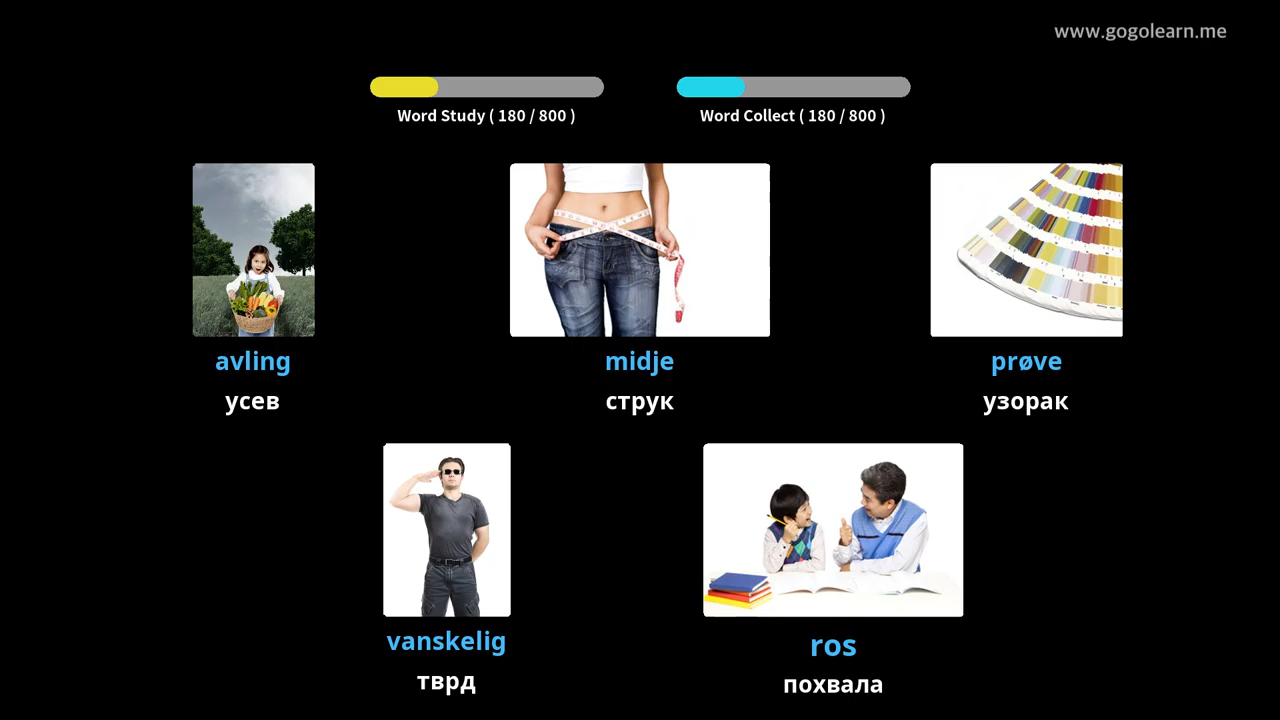 www.gogolearn.me
Word Study ( 180 / 800 )
Word Collect ( 180 / 800 )
avling
усев
midje
струк
prøve
узорак
vanskelig
тврд
ros
похвала